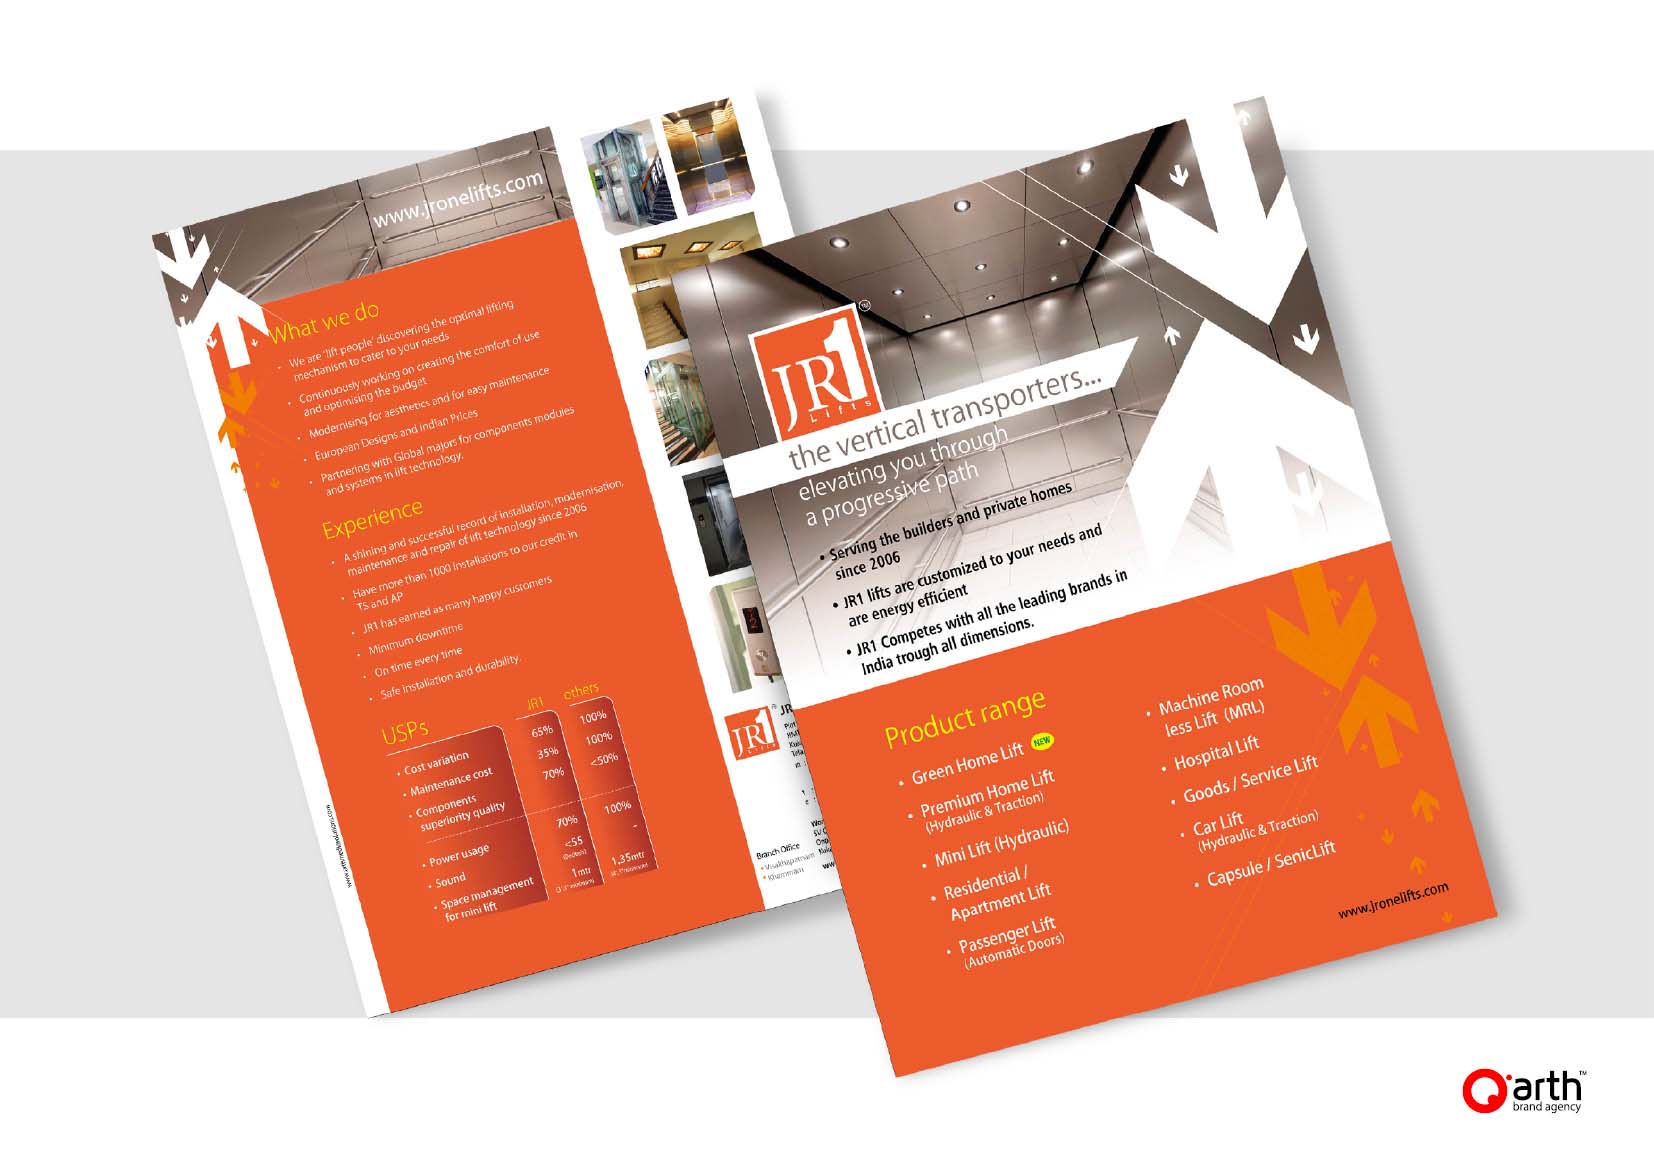 www.jronelifts.com
What we do
• We are 'lift people' discovering the optimal lifting
mechanism to cater to your needs
• Continuously working on creating the comfort of use
and optimising the budget
• Modernising for aesthetics and for easy maintenance
• European Designs and Indian Prices
• Partnering with Global majors for components modules
and systems in lift technology.
Experience
• A shining and successful record of installation, modernisation,
maintenance and repair of lift technology since 2006
• Have more than 1000 installations to our credit in
TS and AP
• JR1 has earned as many happy customers
• Minimum downtime
• On time every time
• Safe installation and durability.
USPs JR1 others
• Cost variation 65% 100%
• Maintenance cost 35% 100%
• Components
superiority quality 70% <50%
• Power usage 70% 100%
• Sound <55 -
• Space management
for mini lift 1mtr 1.35mtr
JR1
Lifts
Branch Office
• Visakhapatnam
• Khammam
JR1
Lifts
TM
the vertical transporters...
elevating you through
a progressive path
• Serving the builders and private homes
since 2006
• JR1 lifts are customized to your needs and
are energy efficient
• JR1 Competes with all the leading brands in
India trough all dimensions.
Product range
• Green Home Lift NEW
• Premium Home Lift
(Hydraulic & Traction)
• Mini Lift (Hydraulic)
• Residential /
Apartment Lift
• Passenger Lift
(Automatic Doors)
• Machine Room
less Lift (MRL)
• Hospital Lift
• Goods / Service Lift
• Car Lift
(Hydraulic & Traction)
• Capsule / SenicLift
www.jronelifts.com
arth TM
brand agency